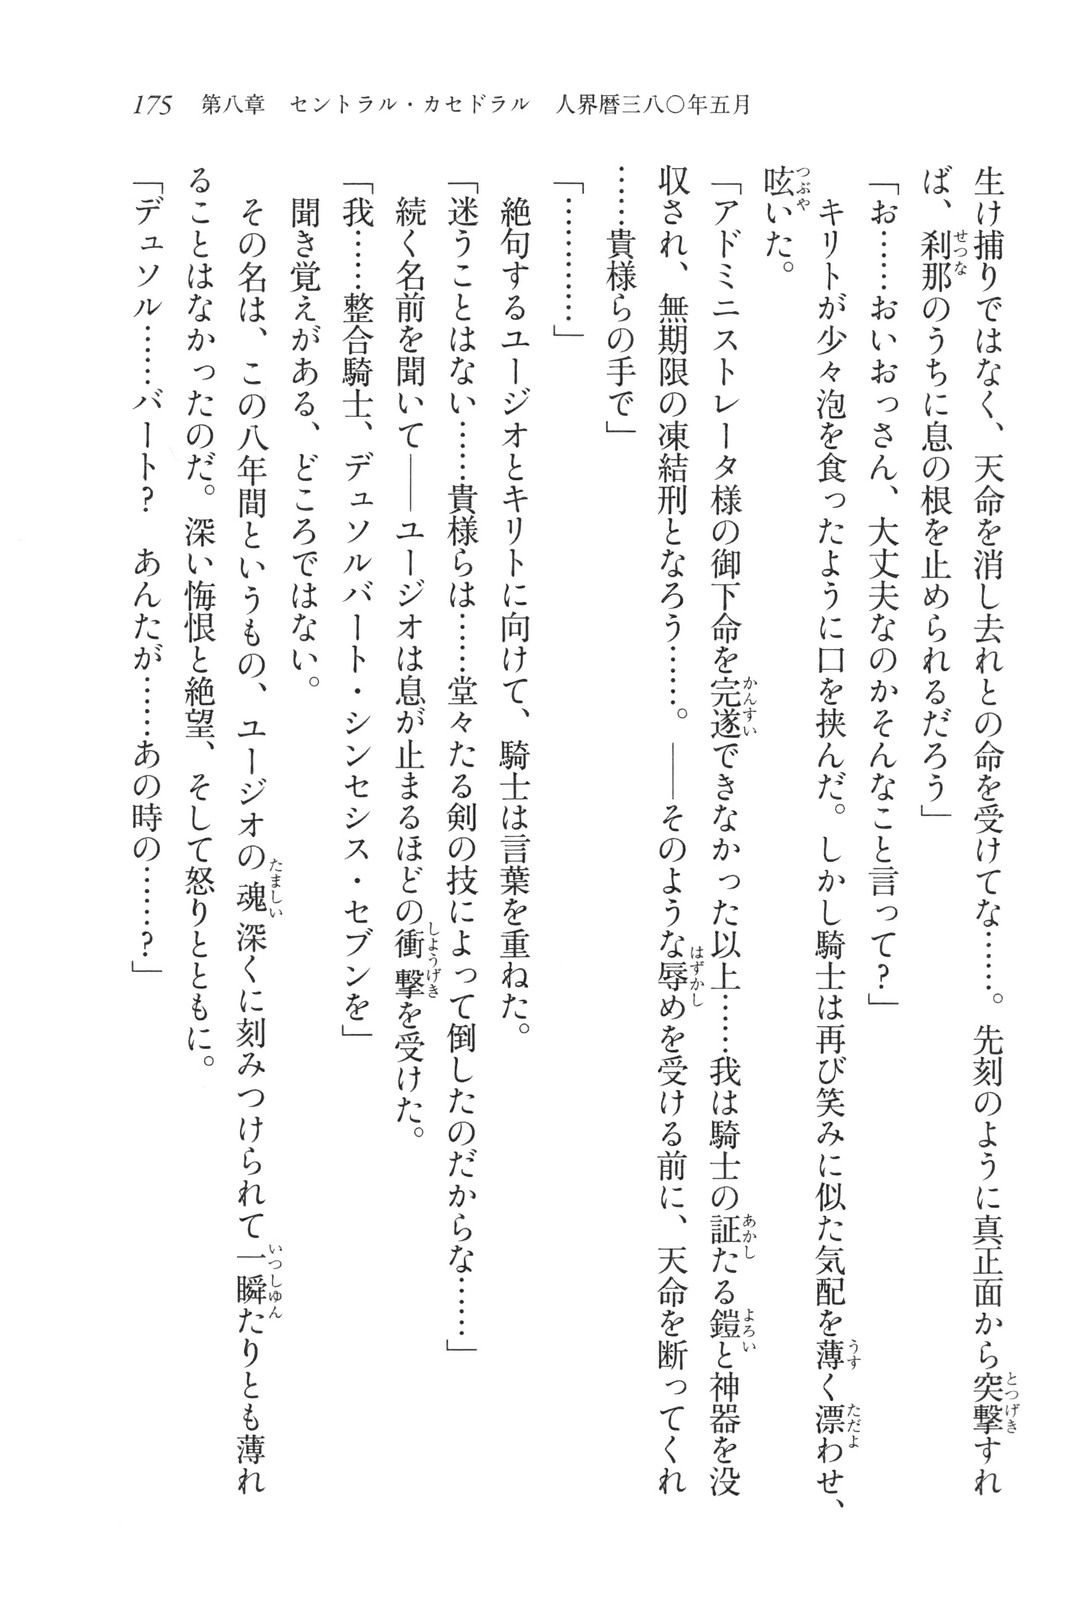 175　第八章　セントラル・カセドラル　人界暦三八〇年五月
生け捕りではなく、天命を消し去れとの命を受けてな……。先刻のように真正面から突撃すれ
ば、刹那のうちに息の根を止められるだろう」
「お……おいおっさん、大丈夫なのかそんなこと言って？」
　キリトが少々泡を食ったように口を挟んだ。しかし騎士は再び笑みに似た気配を薄く漂わせ、
呟いた。
「アドミニストレータ様の御下命を完遂できなかった以上……我は騎士の証たる鎧と神器を没
収され、無期限の凍結刑となろう……。――そのような辱めを受ける前に、天命を断ってくれ
……貴様らの手で」
「…………」
　絶句するユージオとキリトに向けて、騎士は言葉を重ねた。
「迷うことはない……貴様らは……堂々たる剣の技によって倒したのだからな……」
　続く名前を聞いて――ユージオは息が止まるほどの衝撃を受けた。
「我……整合騎士、デュソルバート・シンセシス・セブンを」
　聞き覚えがある、どころではない。
　その名は、この八年間というもの、ユージオの魂深くに刻みつけられて一瞬たりとも薄れ
ることはなかったのだ。深い悔恨と絶望、そして怒りとともに。
「デュソル……バート？　あんたが……あの時の……？」